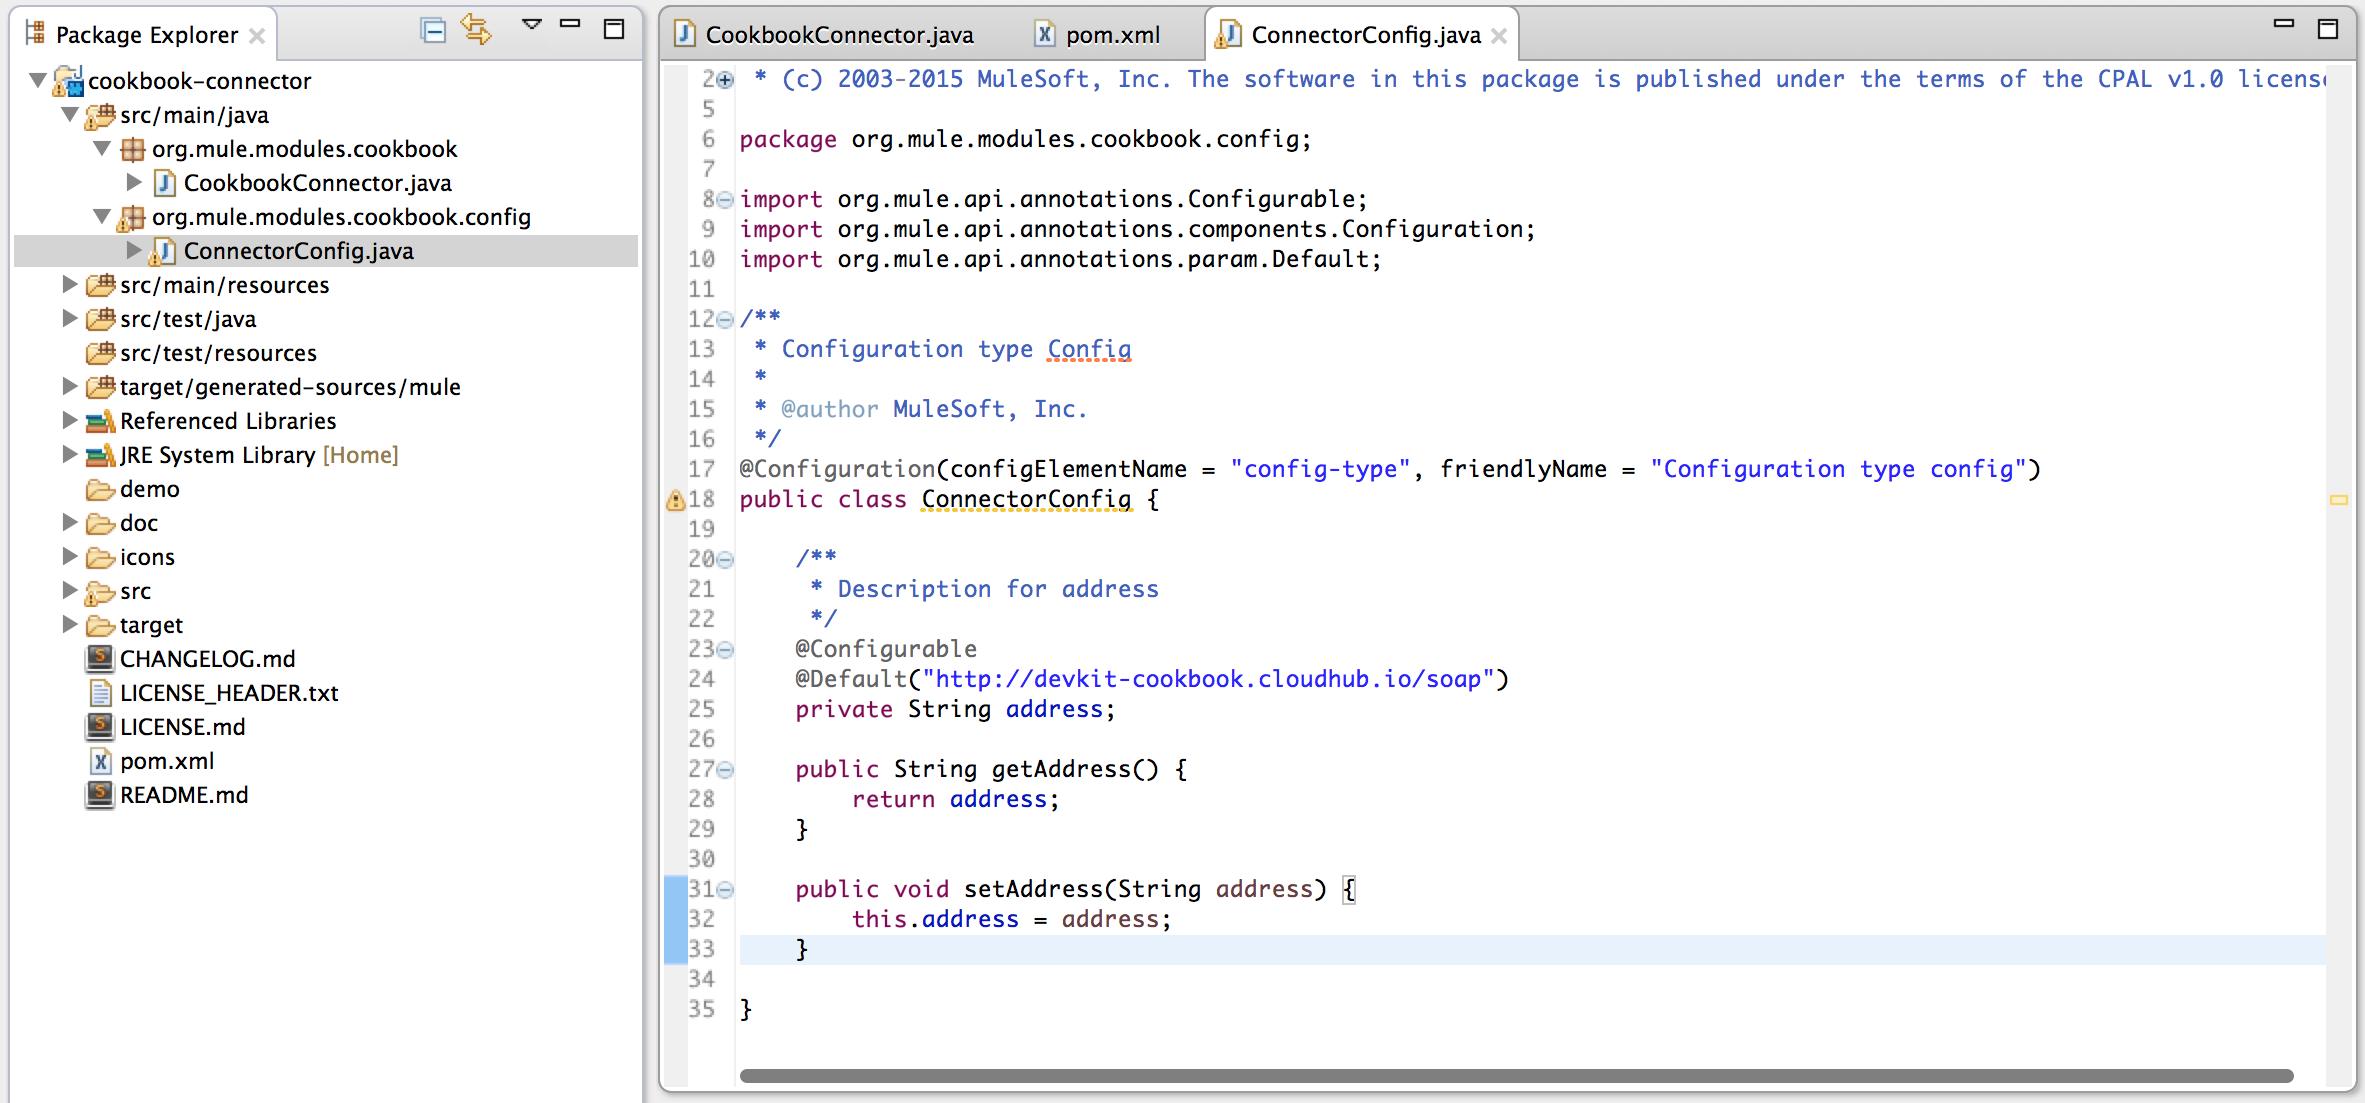 Package Explorer
cookbook-connector
src/main/java
org.mule.modules.cookbook
CookbookConnector.java
org.mule.modules.cookbook.config
ConnectorConfig.java
src/main/resources
src/test/java
src/test/resources
target/generated-sources/mule
Referenced Libraries
JRE System Library [Home]
demo
doc
icons
src
target
CHANGELOG.md
LICENSE_HEADER.txt
LICENSE.md
pom.xml
README.md
CookbookConnector.java pom.xml ConnectorConfig.java
2 * (c) 2003-2015 MuleSoft, Inc. The software in this package is published under the terms of the CPAL v1.0 license
5
6 package org.mule.modules.cookbook.config;
7
8 import org.mule.api.annotations.Configurable;
9 import org.mule.api.annotations.components.Configuration;
10 import org.mule.api.annotations.param.Default;
11
12 /**
13 * Configuration type Config
14 *
15 * @author MuleSoft, Inc.
16 */
17 @Configuration(configElementName = "config-type", friendlyName = "Configuration type config")
18 public class ConnectorConfig {
19
20 /**
21 * Description for address
22 */
23 @Configurable
24 @Default("http://devkit-cookbook.cloudhub.io/soap")
25 private String address;
26
27 public String getAddress() {
28 return address;
29 }
30
31 public void setAddress(String address) {
32 this.address = address;
33 }
34
35 }